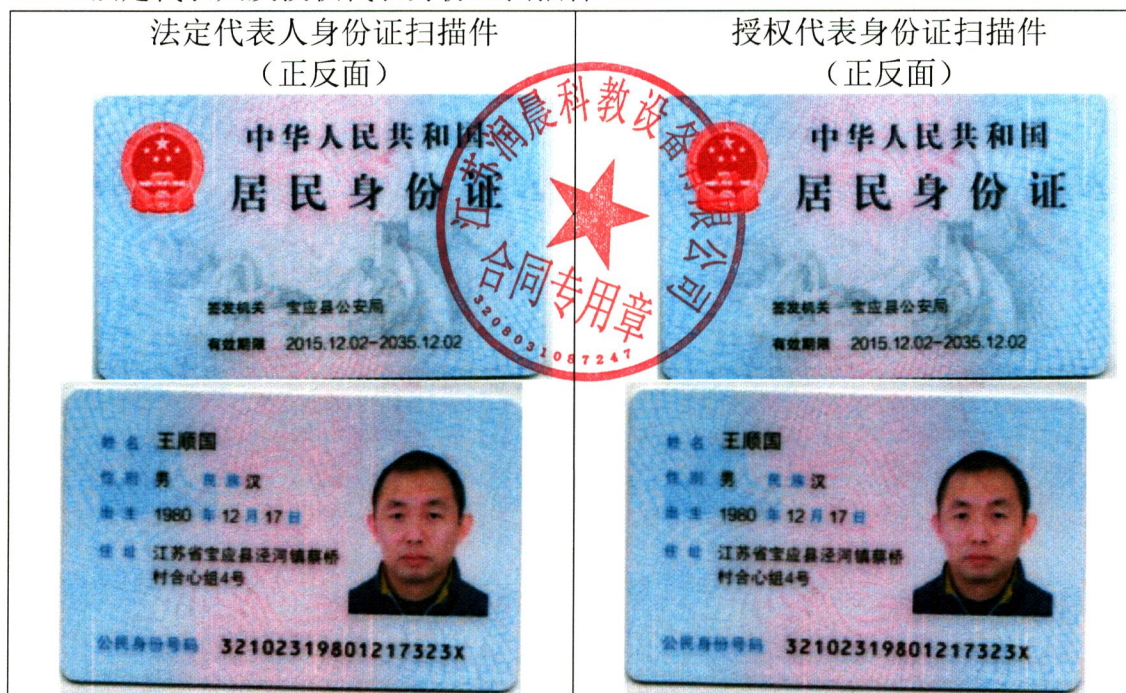 法定代表人身份证扫描件
（正反面）
授权代表身份证扫描件
（正反面）
中华人民共和国
居民身份证
签发机关 宝应县公安局
有效期限 2015.12.02-2035.12.02
中华人民共和国
居民身份证
签发机关 宝应县公安局
有效期限 2015.12.02-2035.12.02
江苏润晨科教设备有限公司
合同专用章
3208031087247
姓名 王顺国
性别 男 民族 汉
出生 1980 年 12 月 17 日
住址 江苏省宝应县泾河镇蔡桥
村合心组4号
公民身份号码 32102319801217323X
姓名 王顺国
性别 男 民族 汉
出生 1980 年 12 月 17 日
住址 江苏省宝应县泾河镇蔡桥
村合心组4号
公民身份号码 32102319801217323X